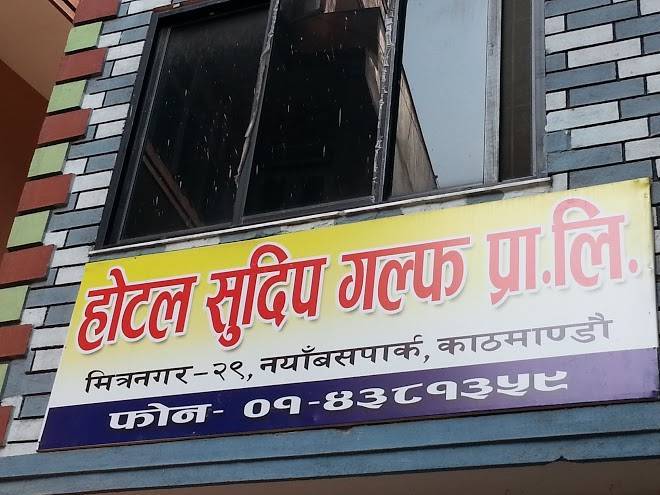 होटल सुदिप गल्फ प्रा.लि.
मित्रनगर-२९, नयाँबसपार्क, काठमाण्डौ
फोन- ०१-४३८१३५९